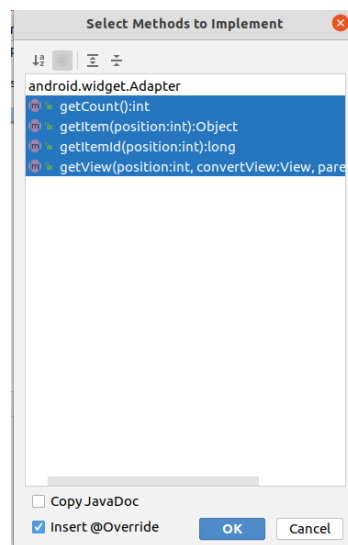 Select Methods to Implement
android.widget.Adapter
getCount():int
getItem(position:int):Object
getItemId(position:int):long
getView(position:int, convertView:View, pare
Copy JavaDoc
Insert @Override
OK
Cancel